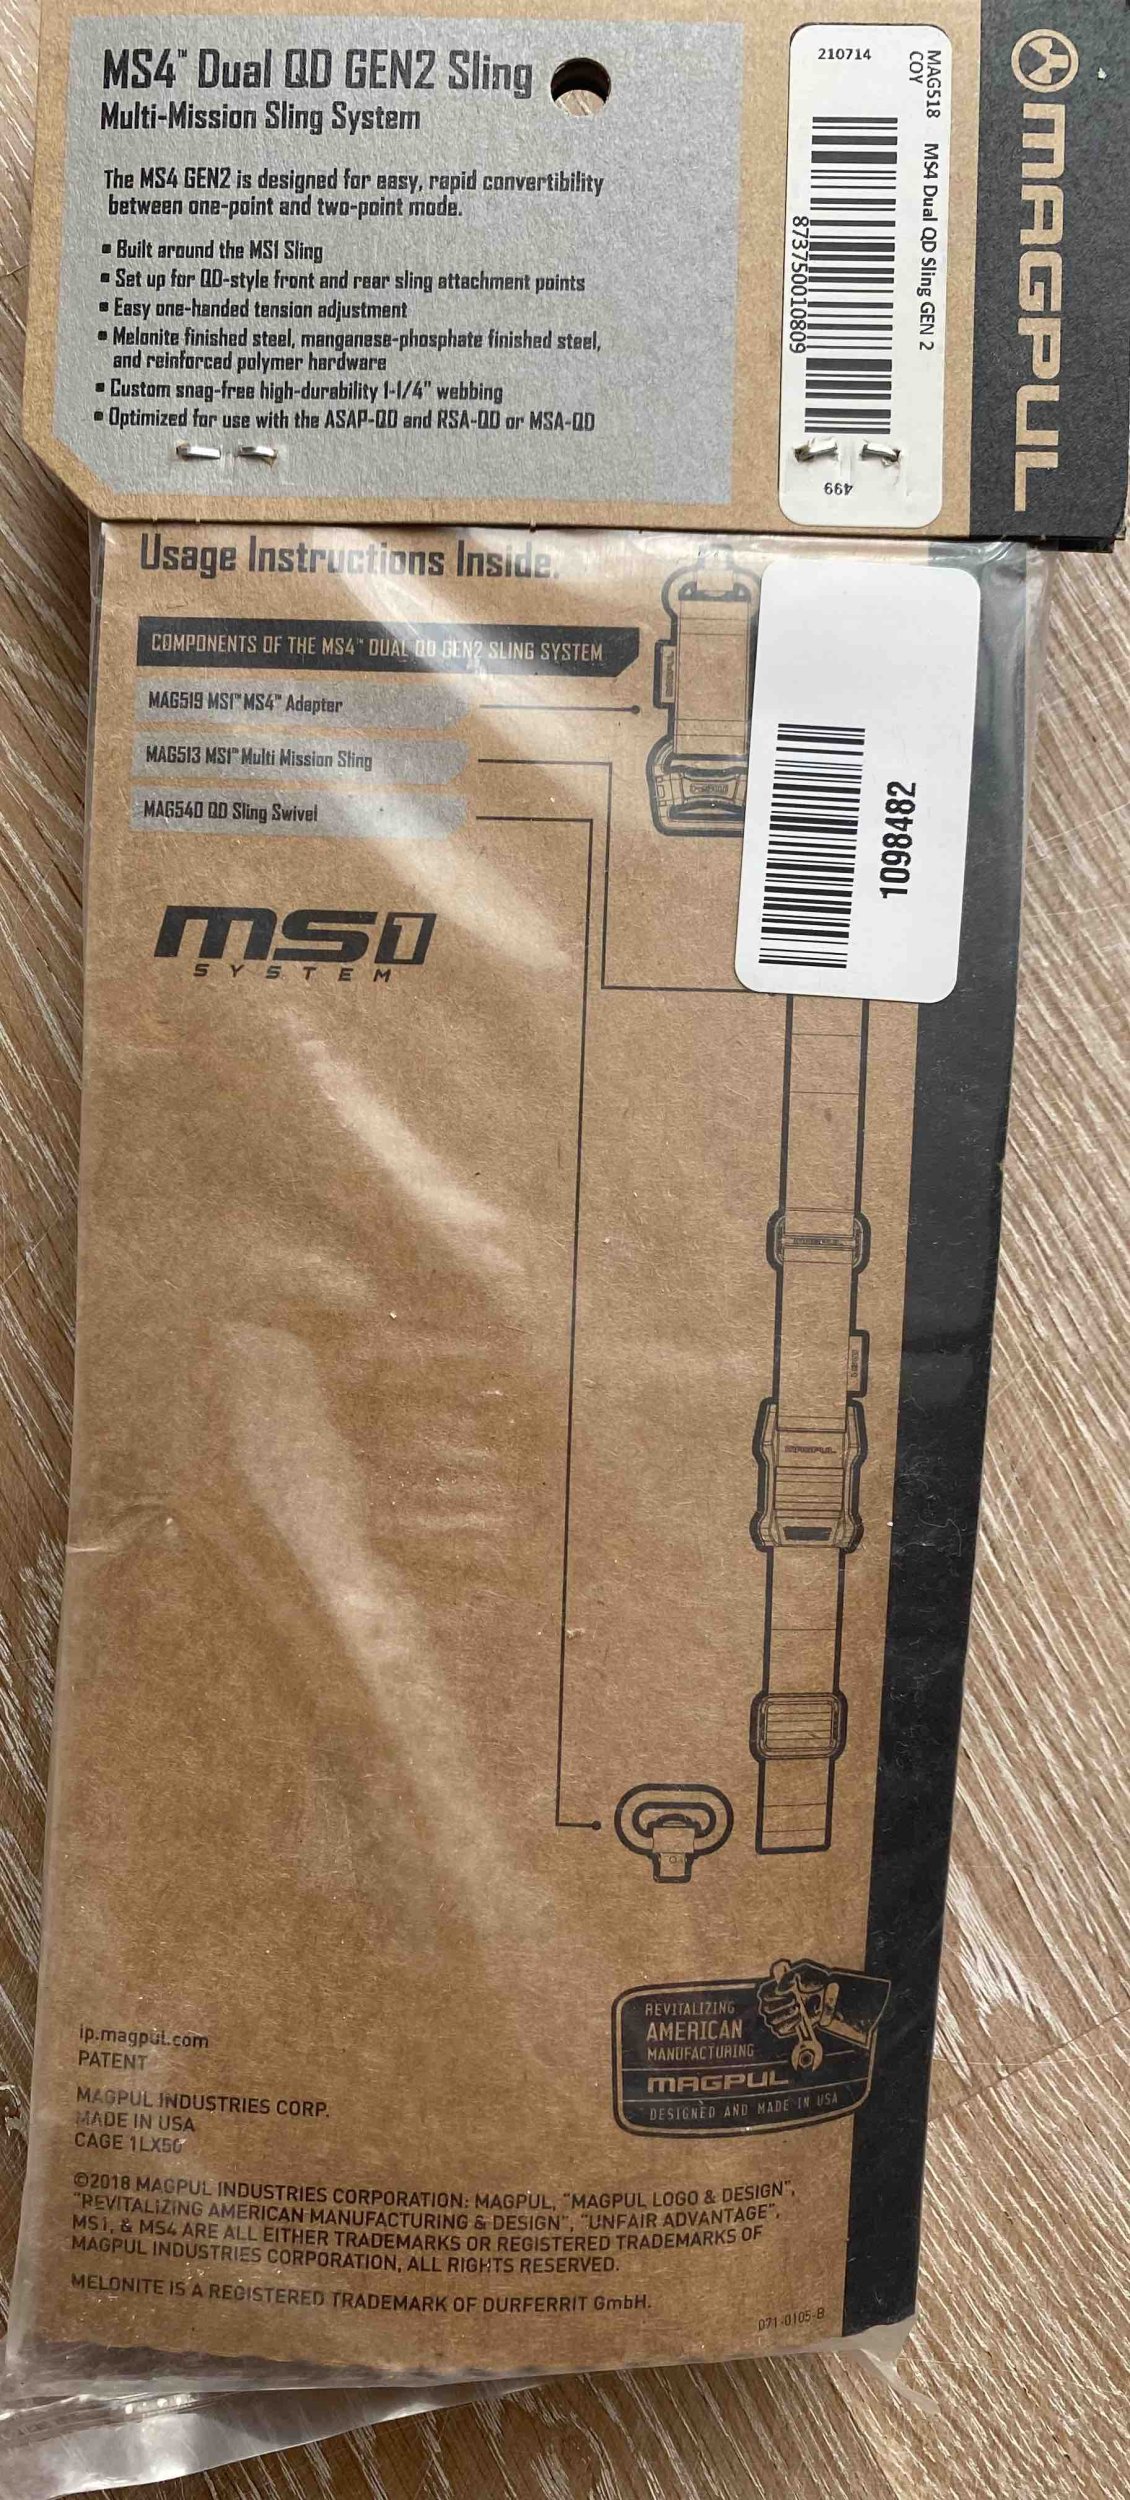 MS4™ Dual QD GEN2 Sling
Multi-Mission Sling System
The MS4 GEN2 is designed for easy, rapid convertibility
between one-point and two-point mode.
▪ Built around the MS1 Sling
▪ Set up for QD-style front and rear sling attachment points
▪ Easy one-handed tension adjustment
▪ Melonite finished steel, manganese-phosphate finished steel,
and reinforced polymer hardware
▪ Custom snag-free high-durability 1-1/4" webbing
▪ Optimized for use with the ASAP-QD and RSA-QD or MSA-QD
210714
MAG518 MS4 Dual QD Sling GEN 2
COY
873750010809
499
MAGPUL
Usage Instructions Inside.
COMPONENTS OF THE MS4™ DUAL QD GEN2 SLING SYSTEM
MAG519 MS1™ MS4™ Adapter
MAG513 MS1™ Multi Mission Sling
MAG540 QD Sling Swivel
1098482
MS1
SYSTEM
MAGPUL
REVITALIZING
AMERICAN
MANUFACTURING
MAGPUL
DESIGNED AND MADE IN USA
ip.magpul.com
PATENT
MAGPUL INDUSTRIES CORP.
MADE IN USA
CAGE 1LX50
©2018 MAGPUL INDUSTRIES CORPORATION: MAGPUL, "MAGPUL LOGO & DESIGN",
"REVITALIZING AMERICAN MANUFACTURING & DESIGN", "UNFAIR ADVANTAGE",
MS1, & MS4 ARE ALL EITHER TRADEMARKS OR REGISTERED TRADEMARKS OF
MAGPUL INDUSTRIES CORPORATION, ALL RIGHTS RESERVED.
MELONITE IS A REGISTERED TRADEMARK OF DURFERRIT GmbH.
071-0105-B